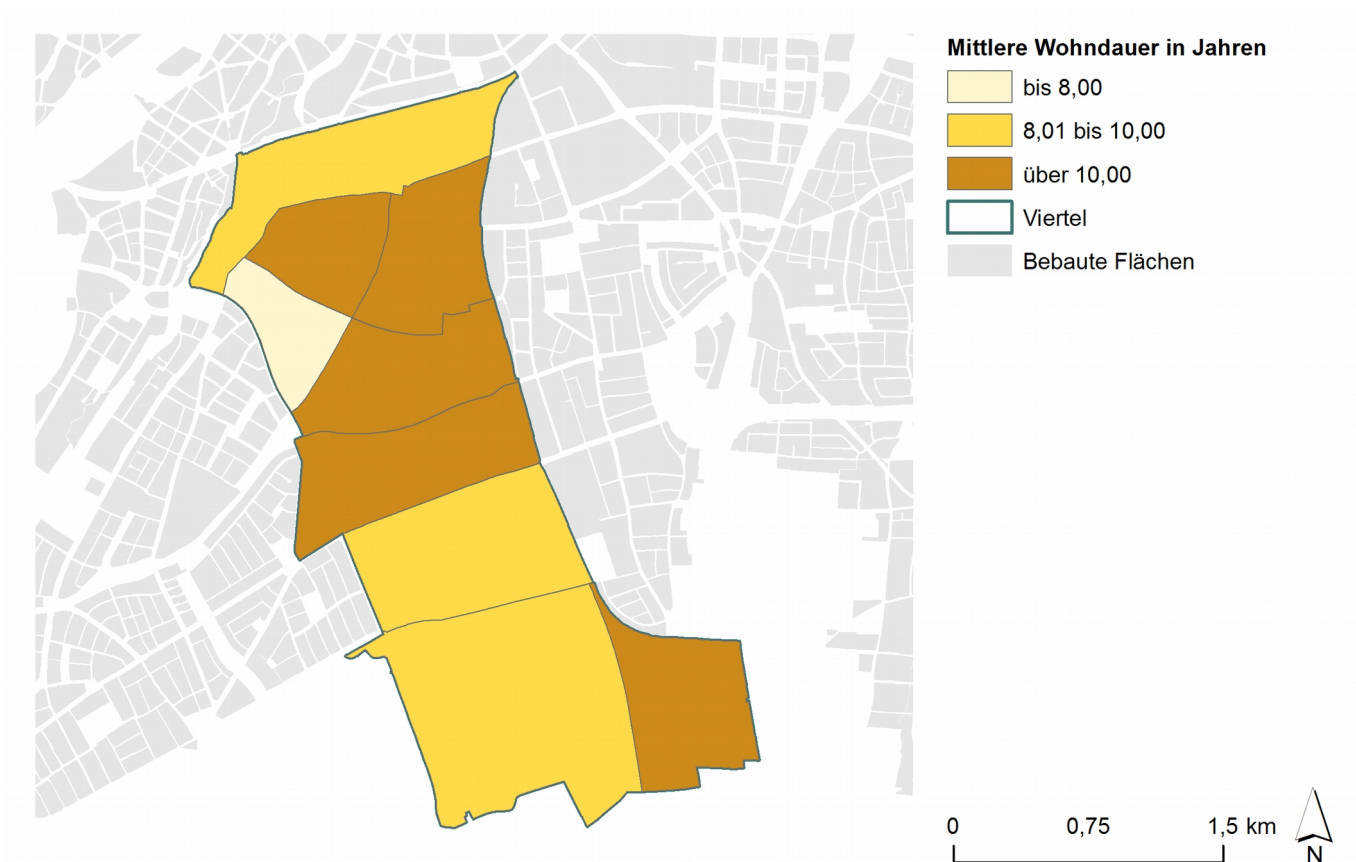 Mittlere Wohndauer in Jahren
bis 8,00
8,01 bis 10,00
über 10,00
Viertel
Bebaute Flächen
0 0,75 1,5 km
N